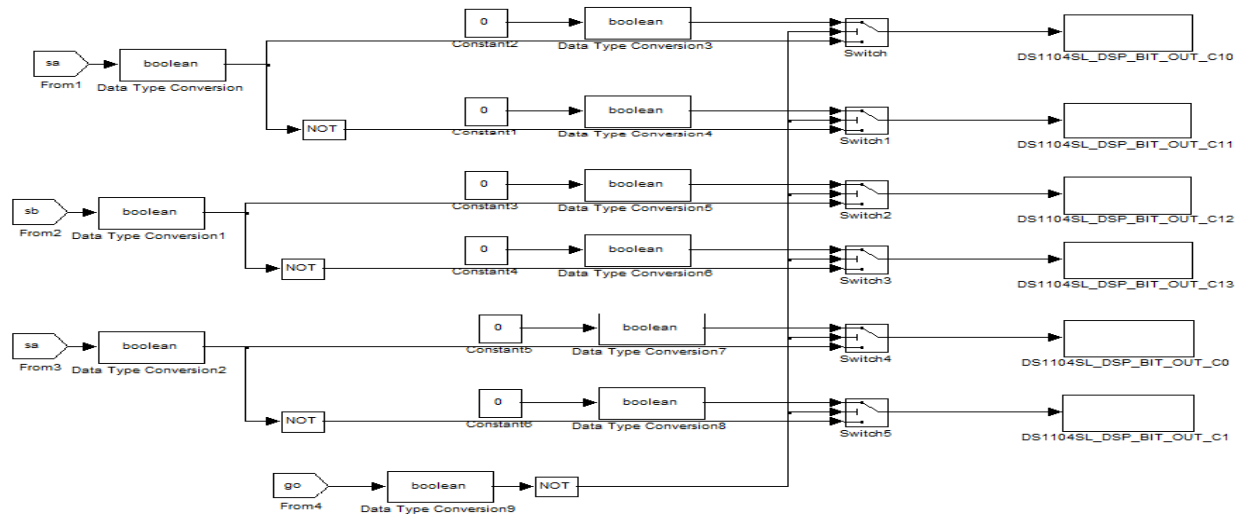 0 boolean
Constant2 Data Type Conversion3 Switch
sa boolean
From1 Data Type Conversion
DS1104SL_DSP_BIT_OUT_C10
0 boolean
NOT
Constant1 Data Type Conversion4 Switch1
DS1104SL_DSP_BIT_OUT_C11
0 boolean
Constant3 Data Type Conversion5 Switch2
sb boolean
From2 Data Type Conversion1
DS1104SL_DSP_BIT_OUT_C12
0 boolean
NOT
Constant4 Data Type Conversion6 Switch3
DS1104SL_DSP_BIT_OUT_C13
0 boolean
sa boolean
Constant5 Data Type Conversion7 Switch4
From3 Data Type Conversion2
DS1104SL_DSP_BIT_OUT_C0
0 boolean
NOT
Constant6 Data Type Conversion8 Switch5
DS1104SL_DSP_BIT_OUT_C1
go boolean NOT
From4 Data Type Conversion9